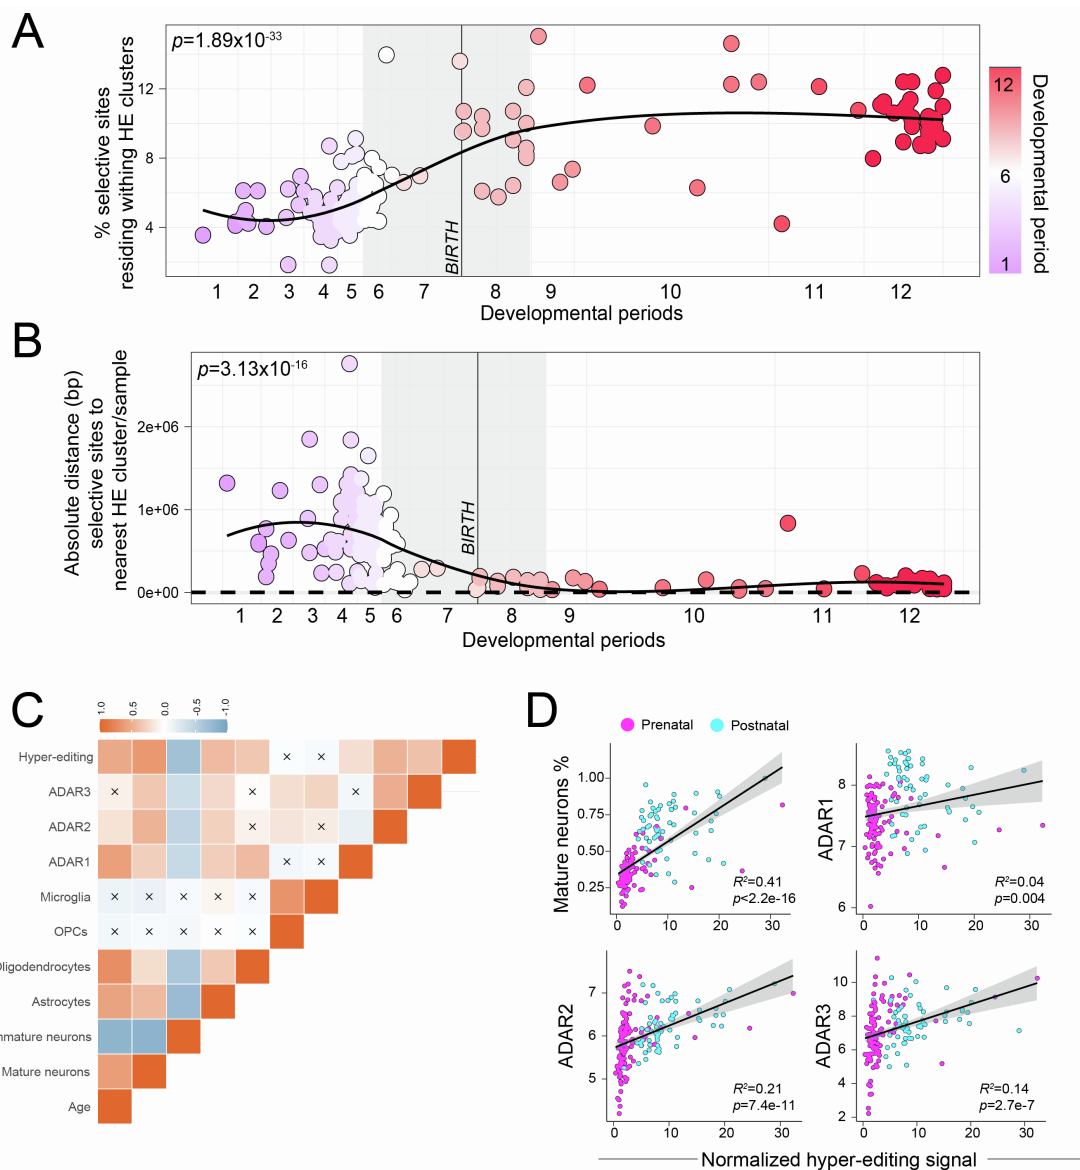 A
p=1.89x10-33
% selective sites
residing withing HE clusters
12
8
4
BIRTH
1 2 3 4 5 6 7 8 9 10 11 12
Developmental periods
12
6
1
Developmental period
B
p=3.13x10-16
Absolute distance (bp)
selective sites to
nearest HE cluster/sample
2e+06
1e+06
0e+00
BIRTH
1 2 3 4 5 6 7 8 9 10 11 12
Developmental periods
C
1.0 0.5 0.0 -0.5 -1.0
Hyper-editing
ADAR3
ADAR2
ADAR1
Microglia
OPCs
Oligodendrocytes
Astrocytes
mmature neurons
Mature neurons
Age
D
Prenatal Postnatal
Mature neurons %
1.00
0.75
0.50
0.25
0 10 20 30
R2=0.41
p<2.2e-16
ADAR1
8
7
6
0 10 20 30
R2=0.04
p=0.004
ADAR2
7
6
5
0 10 20 30
R2=0.21
p=7.4e-11
ADAR3
10
8
6
4
2
0 10 20 30
R2=0.14
p=2.7e-7
Normalized hyper-editing signal